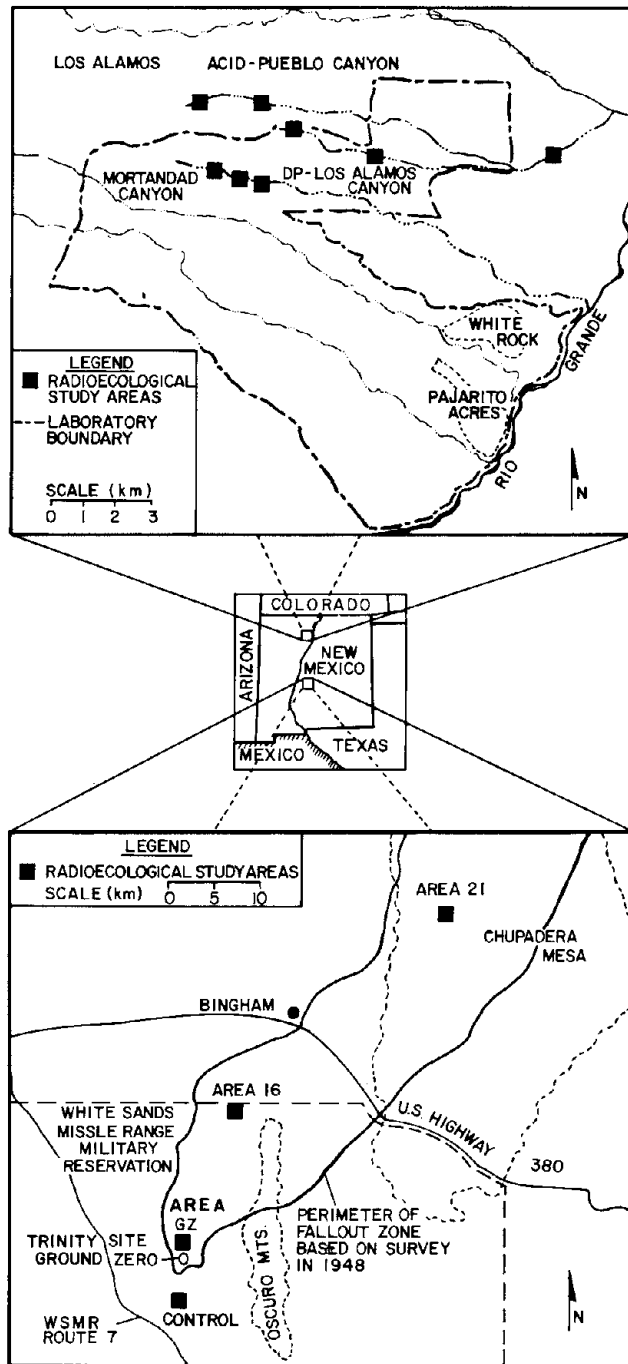 LOS ALAMOS
ACID-PUEBLO CANYON
MORTANDAD
CANYON
DP-LOS ALAMOS
CANYON
WHITE
ROCK
PAJARITO
ACRES
RIO GRANDE
LEGEND
RADIOECOLOGICAL
STUDY AREAS
LABORATORY
BOUNDARY
SCALE (km)
0 1 2 3
N
COLORADO
ARIZONA
NEW
MEXICO
TEXAS
MEXICO
LEGEND
RADIOECOLOGICAL STUDY AREAS
SCALE (km)
0 5 10
AREA 21
CHUPADERA
MESA
BINGHAM
AREA 16
WHITE SANDS
MISSLE RANGE
MILITARY
RESERVATION
U.S. HIGHWAY
380
AREA
GZ
TRINITY SITE
GROUND ZERO
PERIMETER OF
FALLOUT ZONE
BASED ON SURVEY
IN 1948
OSCURO MTS.
CONTROL
WSMR
ROUTE 7
N